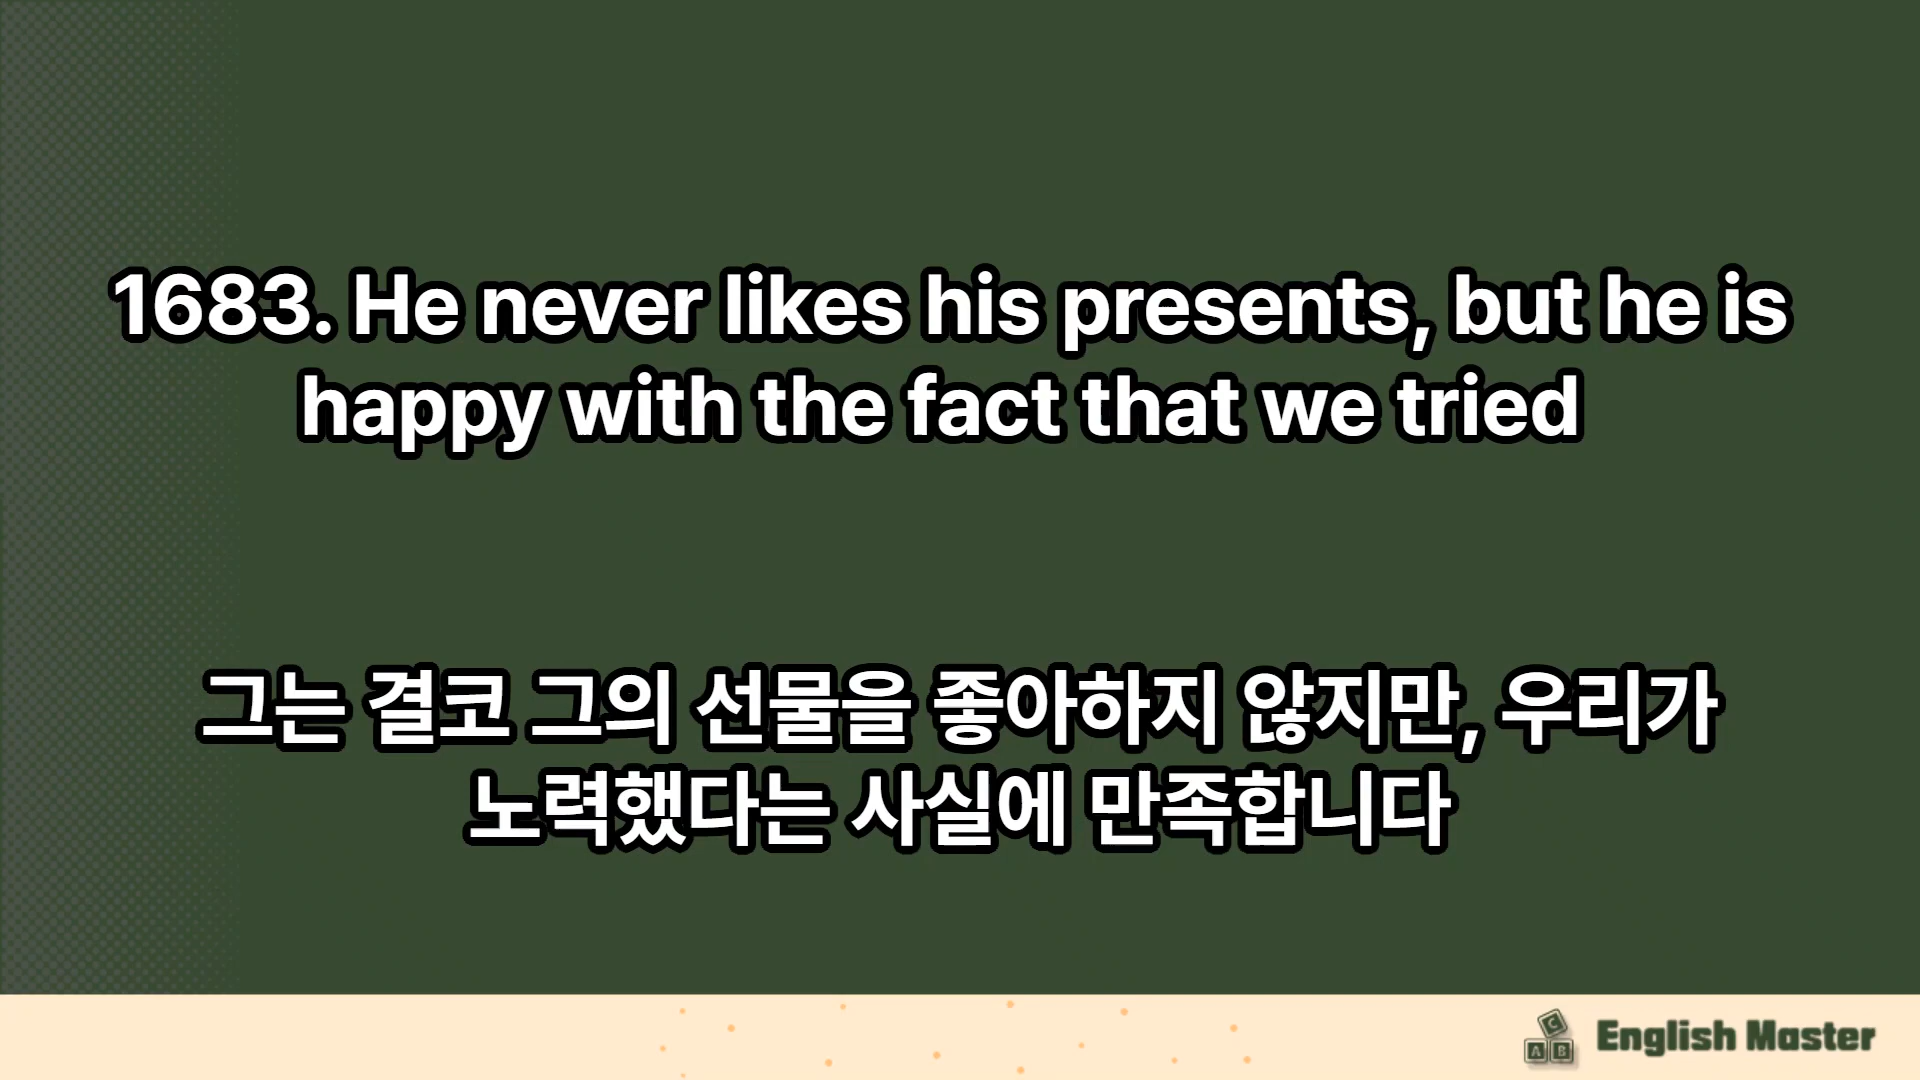 1683. He never likes his presents, but he is
happy with the fact that we tried
그는 결코 그의 선물을 좋아하지 않지만, 우리가
노력했다는 사실에 만족합니다
C
A B
English Master